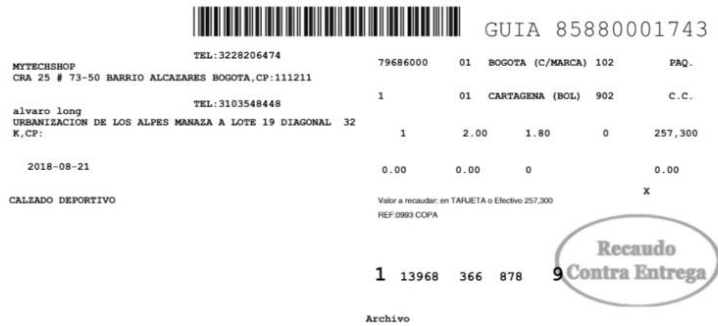 GUIA 85880001743
TEL:3228206474
MYTECHSHOP
CRA 25 # 73-50 BARRIO ALCAZARES BOGOTA,CP:111211
79686000 01 BOGOTA (C/MARCA) 102 PAQ.
TEL:3103548448
alvaro long
URBANIZACION DE LOS ALPES MANAZA A LOTE 19 DIAGONAL 32
K,CP:
1 01 CARTAGENA (BOL) 902 C.C.
1 2.00 1.80 0 257,300
2018-08-21
0.00 0.00 0 0.00
X
CALZADO DEPORTIVO
Valor a recaudar: en TARJETA o Efectivo 257,300
REF:0993 COPA
Recaudo
Contra Entrega
1 13968 366 878 9
Archivo